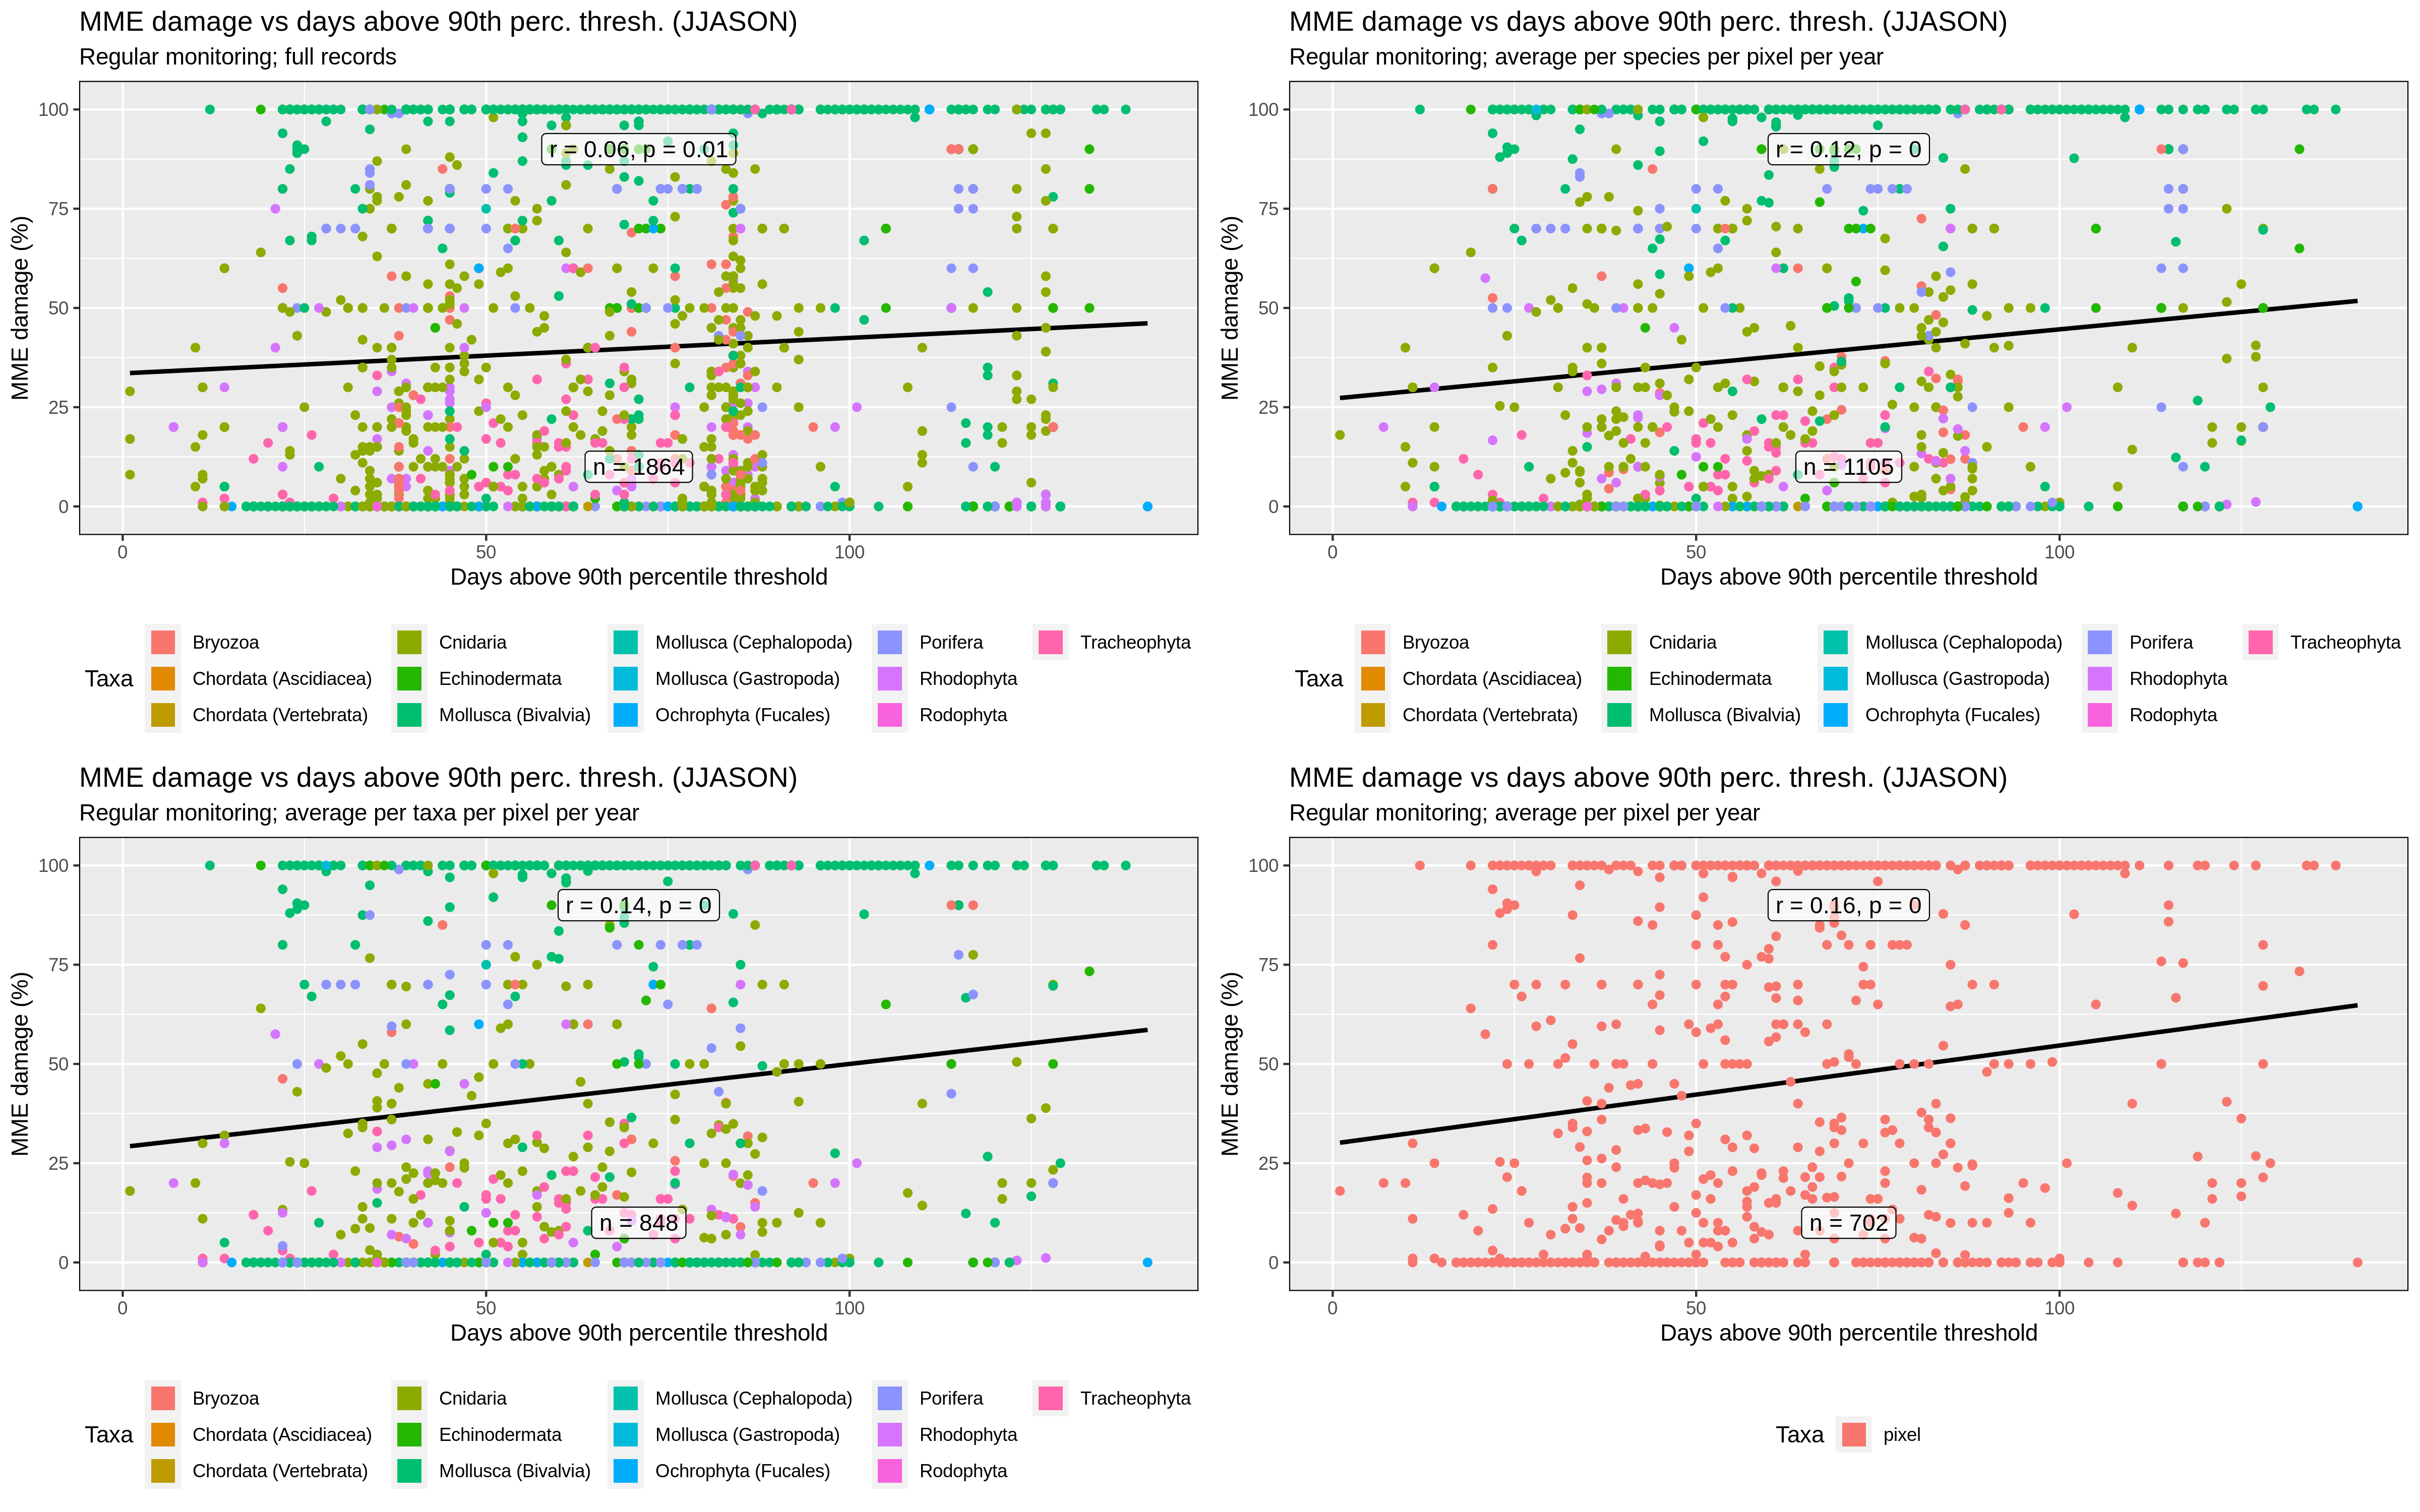 MME damage vs days above 90th perc. thresh. (JJASON)
Regular monitoring; full records
MME damage (%)
100
75
50
25
0
r = 0.06, p = 0.01
n = 1864
0 50 100
Days above 90th percentile threshold
Taxa
Bryozoa Cnidaria Mollusca (Cephalopoda) Porifera Tracheophyta
Chordata (Ascidiacea) Echinodermata Mollusca (Gastropoda) Rhodophyta
Chordata (Vertebrata) Mollusca (Bivalvia) Ochrophyta (Fucales) Rodophyta
MME damage vs days above 90th perc. thresh. (JJASON)
Regular monitoring; average per species per pixel per year
MME damage (%)
100
75
50
25
0
r = 0.12, p = 0
n = 1105
0 50 100
Days above 90th percentile threshold
Taxa
Bryozoa Cnidaria Mollusca (Cephalopoda) Porifera Tracheophyta
Chordata (Ascidiacea) Echinodermata Mollusca (Gastropoda) Rhodophyta
Chordata (Vertebrata) Mollusca (Bivalvia) Ochrophyta (Fucales) Rodophyta
MME damage vs days above 90th perc. thresh. (JJASON)
Regular monitoring; average per taxa per pixel per year
MME damage (%)
100
75
50
25
0
r = 0.14, p = 0
n = 848
0 50 100
Days above 90th percentile threshold
Taxa
Bryozoa Cnidaria Mollusca (Cephalopoda) Porifera Tracheophyta
Chordata (Ascidiacea) Echinodermata Mollusca (Gastropoda) Rhodophyta
Chordata (Vertebrata) Mollusca (Bivalvia) Ochrophyta (Fucales) Rodophyta
MME damage vs days above 90th perc. thresh. (JJASON)
Regular monitoring; average per pixel per year
MME damage (%)
100
75
50
25
0
r = 0.16, p = 0
n = 702
0 50 100
Days above 90th percentile threshold
Taxa pixel